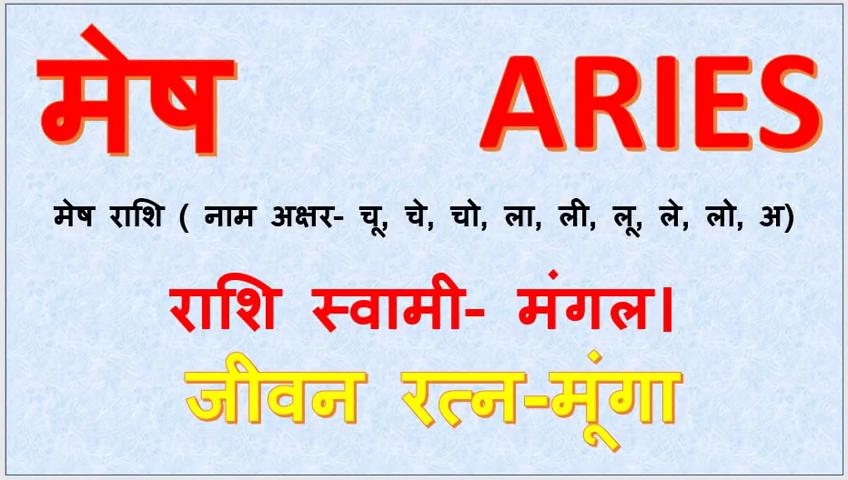 मेष ARIES
मेष राशि ( नाम अक्षर- चू, चे, चो, ला, ली, लू, ले, लो, अ)
राशि स्वामी- मंगल।
जीवन रत्न-मूंगा